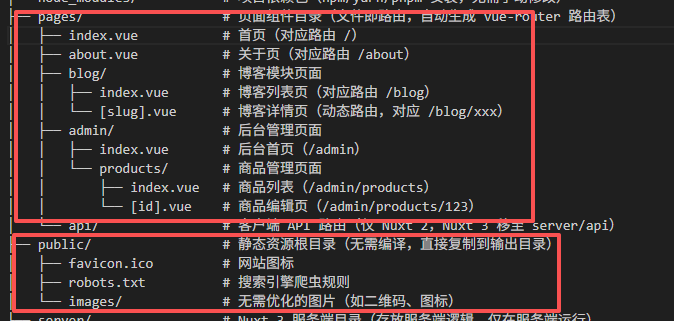 ├── pages/ # 页面组件目录（文件即路由，自动生成 vue-router 路由表）
│ ├── index.vue # 首页（对应路由 /）
│ ├── about.vue # 关于页（对应路由 /about）
│ ├── blog/ # 博客模块页面
│ │ ├── index.vue # 博客列表页（对应路由 /blog）
│ │ └── [slug].vue # 博客详情页（动态路由，对应 /blog/xxx）
│ ├── admin/ # 后台管理页面
│ │ ├── index.vue # 后台首页（/admin）
│ │ └── products/ # 商品管理页面
│ │ ├── index.vue # 商品列表（/admin/products）
│ │ └── [id].vue # 商品编辑页（/admin/products/123）
│ └── api/ # 客户端 API 路由（仅 Nuxt 2，Nuxt 3 移至 server/api）
├── public/ # 静态资源根目录（无需编译，直接复制到输出目录）
│ ├── favicon.ico # 网站图标
│ ├── robots.txt # 搜索引擎爬虫规则
│ └── images/ # 无需优化的图片（如二维码、图标）
├── server/ # Nuxt 3 服务端目录（存放服务端逻辑，仅在服务端运行）